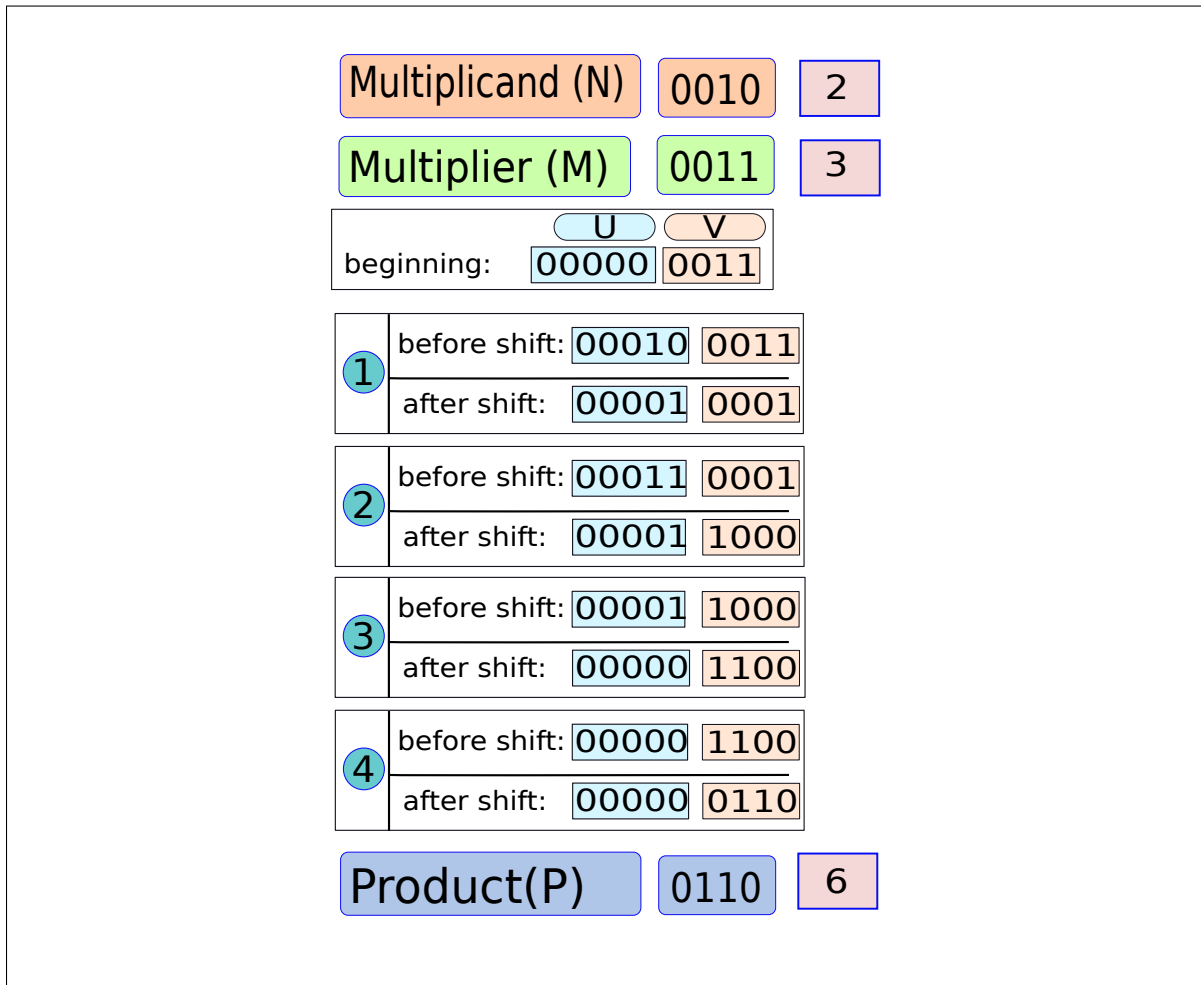 Multiplicand (N) 0010 2
Multiplier (M) 0011 3
U V
beginning: 00000 0011
1
before shift: 00010 0011
after shift: 00001 0001
2
before shift: 00011 0001
after shift: 00001 1000
3
before shift: 00001 1000
after shift: 00000 1100
4
before shift: 00000 1100
after shift: 00000 0110
Product(P) 0110 6